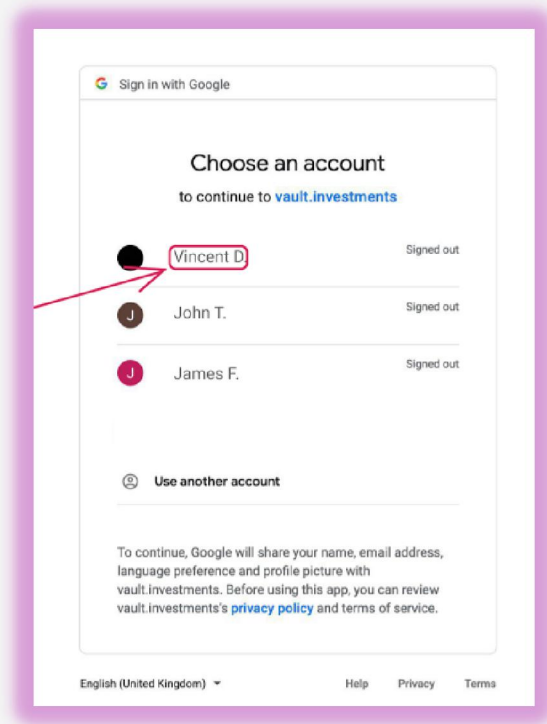 Sign in with Google
Choose an account
to continue to vault.investments
Vincent D.
Signed out
J
John T.
Signed out
J
James F.
Signed out
Use another account
To continue, Google will share your name, email address,
language preference and profile picture with
vault.investments. Before using this app, you can review
vault.investments's privacy policy and terms of service.
English (United Kingdom)
Help
Privacy
Terms